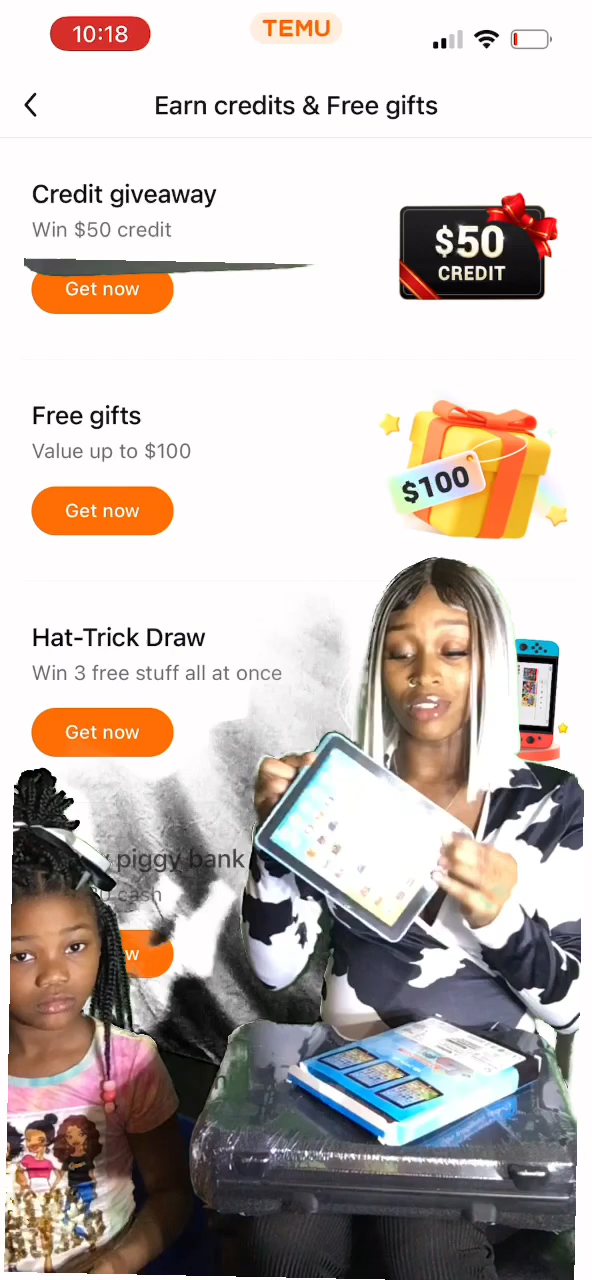 10:18
TEMU
Earn credits & Free gifts
Credit giveaway
Win $50 credit
Get now
$50
CREDIT
Free gifts
Value up to $100
Get now
$100
Hat-Trick Draw
Win 3 free stuff all at once
Get now
piggy bank
cash